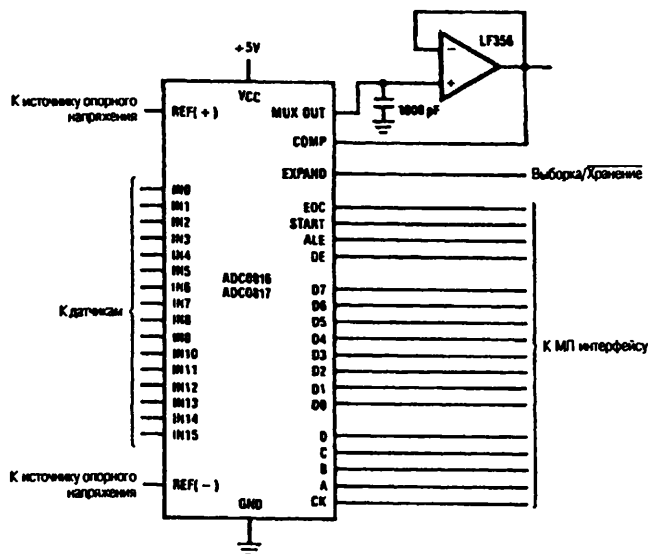 +5V
VCC
LF356
−
+
К источнику опорного
напряжения
REF(+)
MUX OUT
1000 pF
COMP
EXPAND
Выборка/Хранение
К датчикам
IN0
IN1
IN2
IN3
IN4
IN5
IN6
IN7
IN8
IN9
IN10
IN11
IN12
IN13
IN14
IN15
ADC0816
ADC0817
EOC
START
ALE
OE
D7
D6
D5
D4
D3
D2
D1
D0
D
C
B
A
CK
К МП интерфейсу
К источнику опорного
напряжения
REF(−)
GND